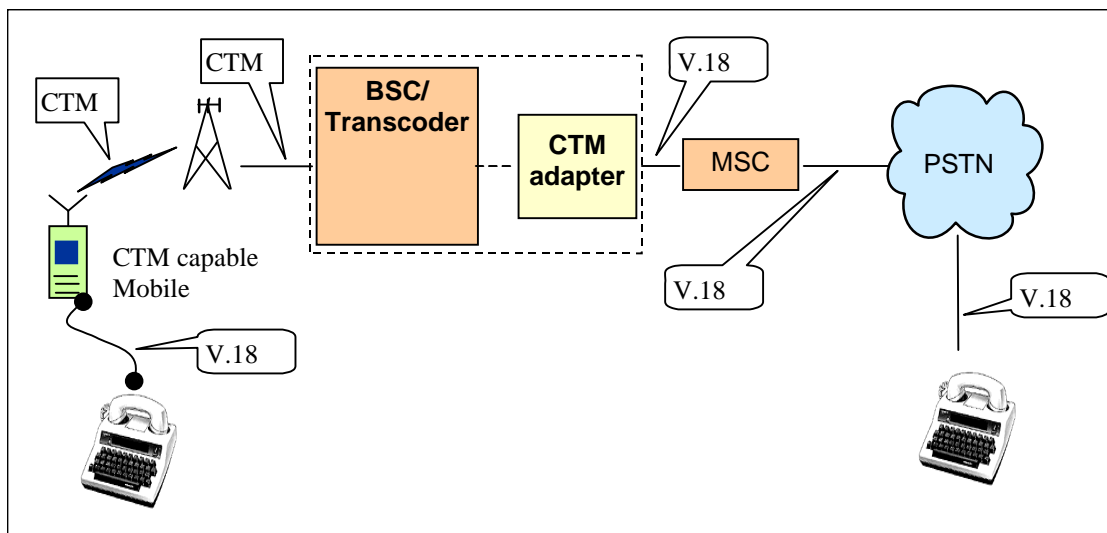 CTM
CTM
BSC/
Transcoder
V.18
CTM
adapter
MSC
PSTN
V.18
V.18
CTM capable
Mobile
V.18